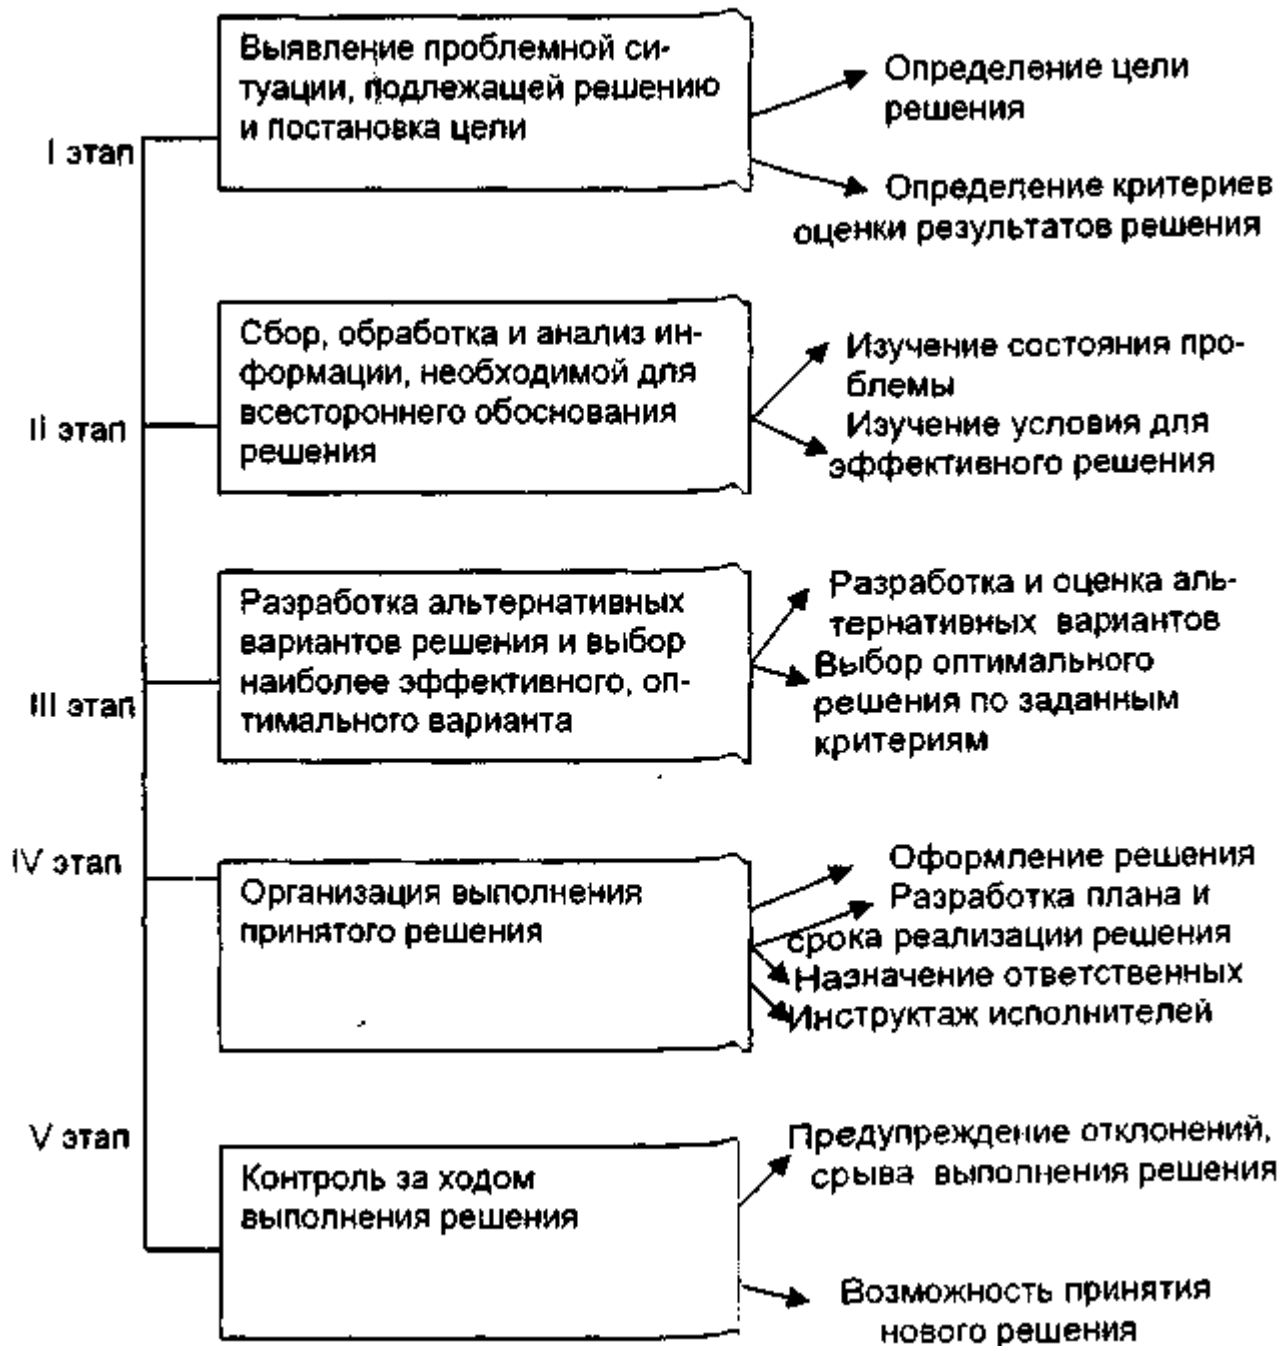 I этап
Выявление проблемной си-
туации, подлежащей решению
и постановка цели
Определение цели
решения
Определение критериев
оценки результатов решения
II этап
Сбор, обработка и анализ ин-
формации, необходимой для
всестороннего обоснования
решения
Изучение состояния про-
блемы
Изучение условия для
эффективного решения
III этап
Разработка альтернативных
вариантов решения и выбор
наиболее эффективного, оп-
тимального варианта
Разработка и оценка аль-
тернативных вариантов
Выбор оптимального
решения по заданным
критериям
IV этап
Организация выполнения
принятого решения
Оформление решения
Разработка плана и
срока реализации решения
Назначение ответственных
Инструктаж исполнителей
V этап
Контроль за ходом
выполнения решения
Предупреждение отклонений,
срыва выполнения решения
Возможность принятия
нового решения